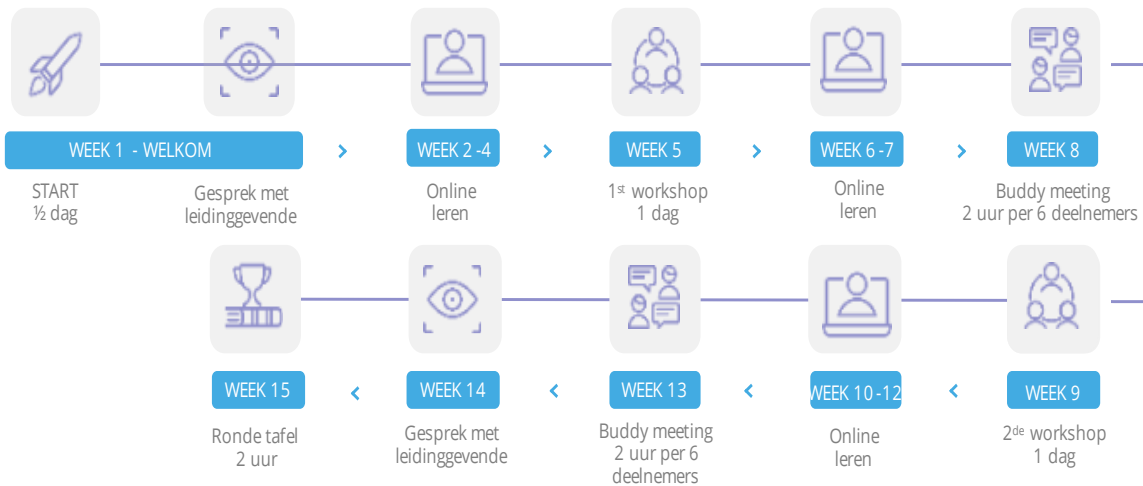 WEEK 1 - WELKOM
WEEK 2 -4
WEEK 5
WEEK 6 -7
WEEK 8
START
½ dag
Gesprek met
leidinggevende
Online
leren
1st workshop
1 dag
Online
leren
Buddy meeting
2 uur per 6 deelnemers
WEEK 15
WEEK 14
WEEK 13
WEEK 10 -12
WEEK 9
Ronde tafel
2 uur
Gesprek met
leidinggevende
Buddy meeting
2 uur per 6
deelnemers
Online
leren
2de workshop
1 dag